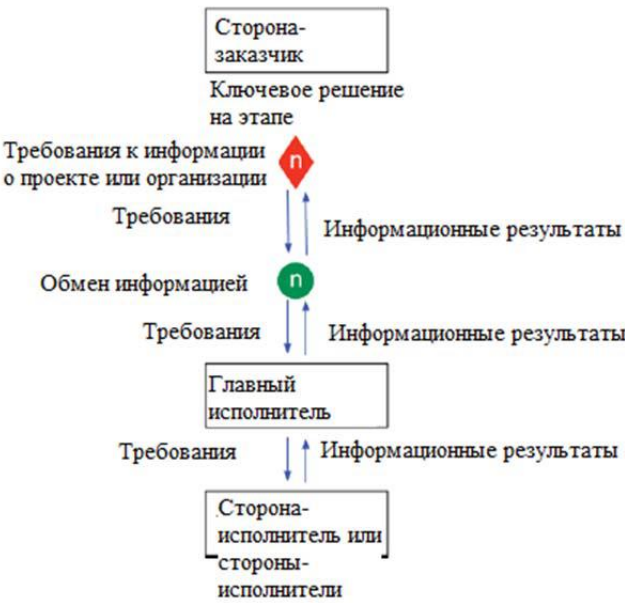 Сторона-
заказчик
Ключевое решение
на этапе
Требования к информации
о проекте или организации
n
Требования
Информационные результаты
Обмен информацией
n
Требования
Информационные результаты
Главный
исполнитель
Требования
Информационные результаты
Сторона-
исполнитель или
стороны-
исполнители